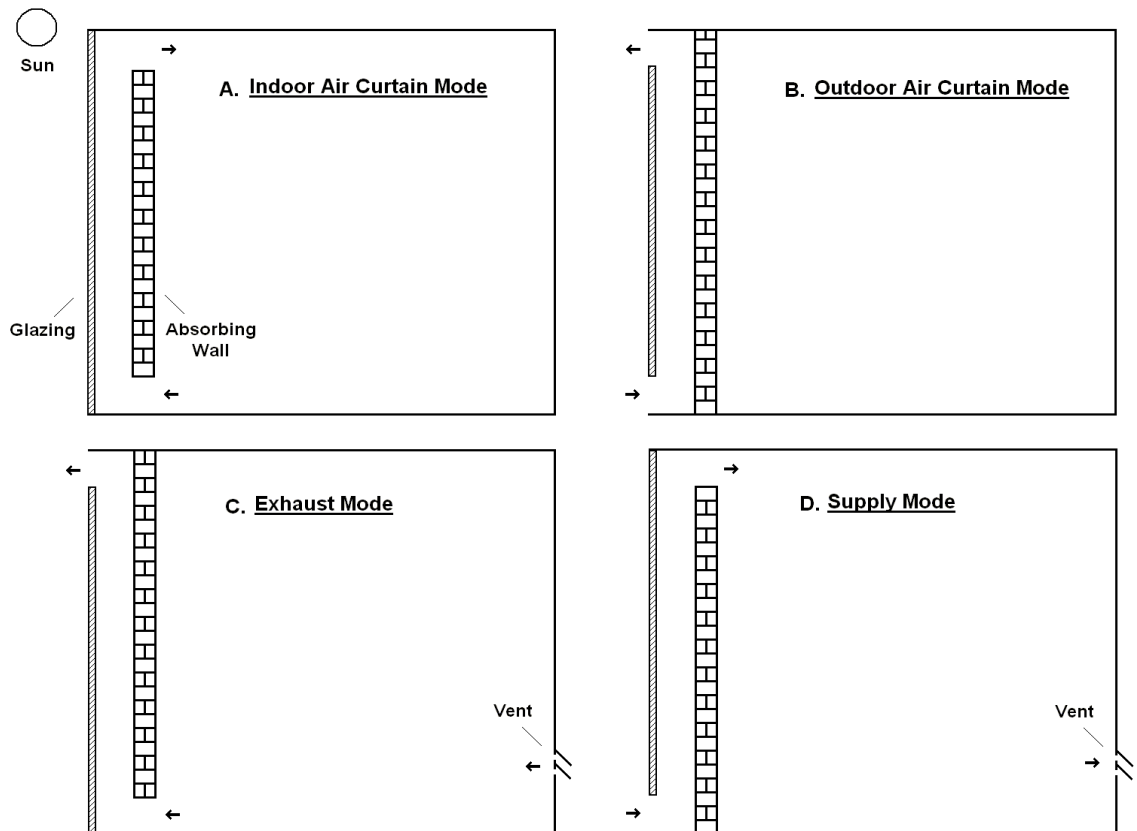 Sun
A. Indoor Air Curtain Mode
B. Outdoor Air Curtain Mode
Glazing
Absorbing
Wall
C. Exhaust Mode
D. Supply Mode
Vent
Vent